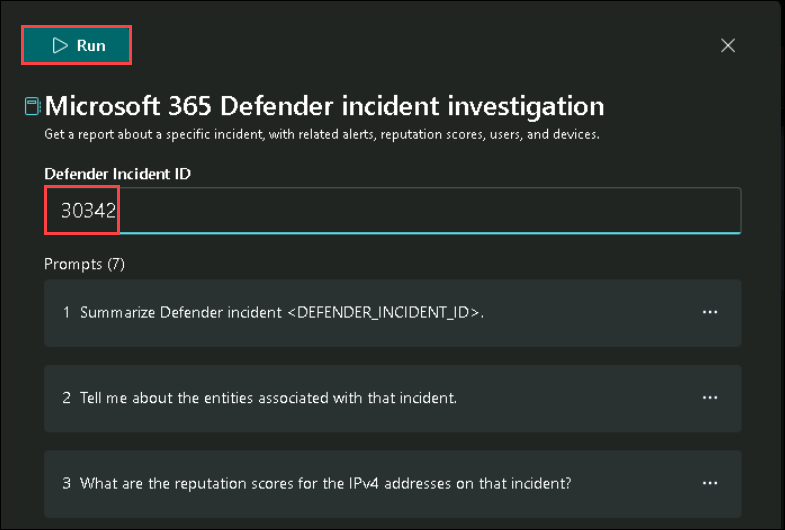 Run
Microsoft 365 Defender incident investigation
Get a report about a specific incident, with related alerts, reputation scores, users, and devices.
Defender Incident ID
30342
Prompts (7)
1 Summarize Defender incident <DEFENDER_INCIDENT_ID>.
2 Tell me about the entities associated with that incident.
3 What are the reputation scores for the IPv4 addresses on that incident?